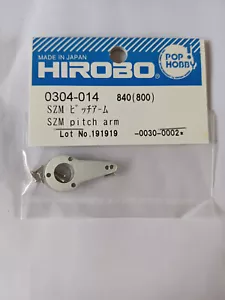 MADE IN JAPAN
HIROBO
POP
HOBBY
0304-014 840(800)
SZM ピッチアーム
SZM pitch arm
Lot No.191919 -0030-0002*